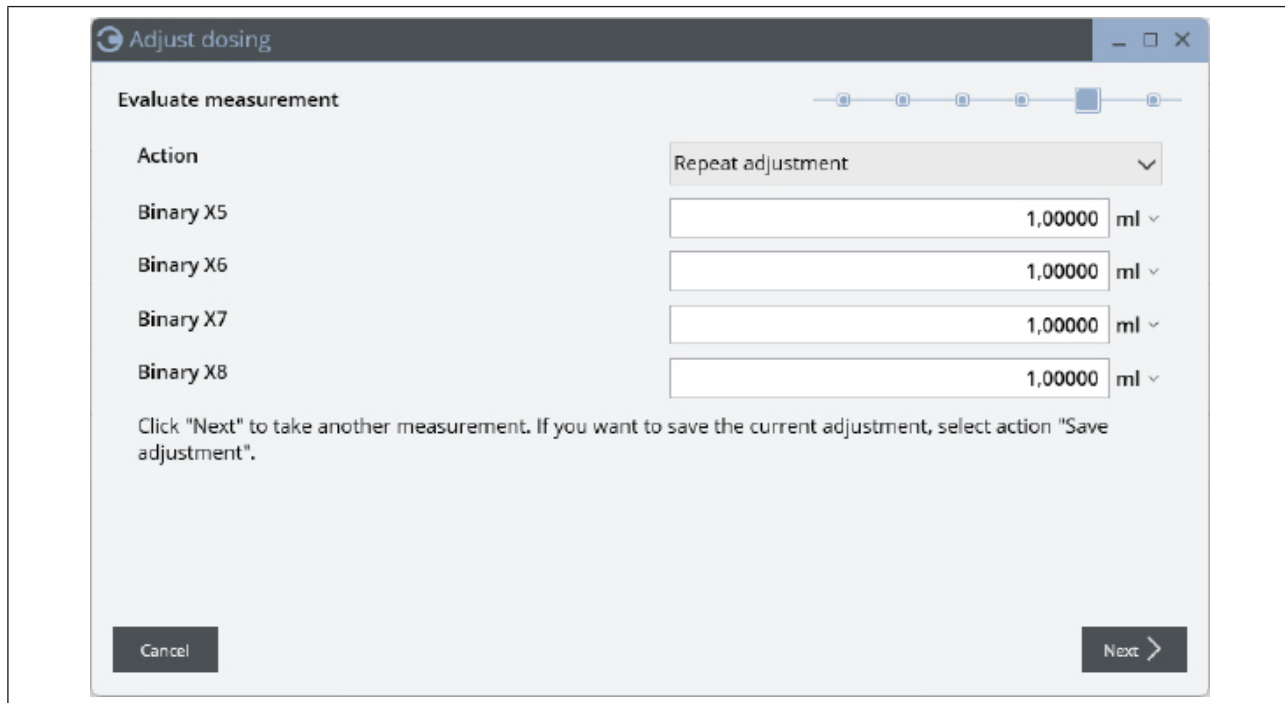 Adjust dosing
Evaluate measurement
Action
Repeat adjustment
Binary X5
1,00000 ml
Binary X6
1,00000 ml
Binary X7
1,00000 ml
Binary X8
1,00000 ml
Click "Next" to take another measurement. If you want to save the current adjustment, select action "Save
adjustment".
Cancel
Next